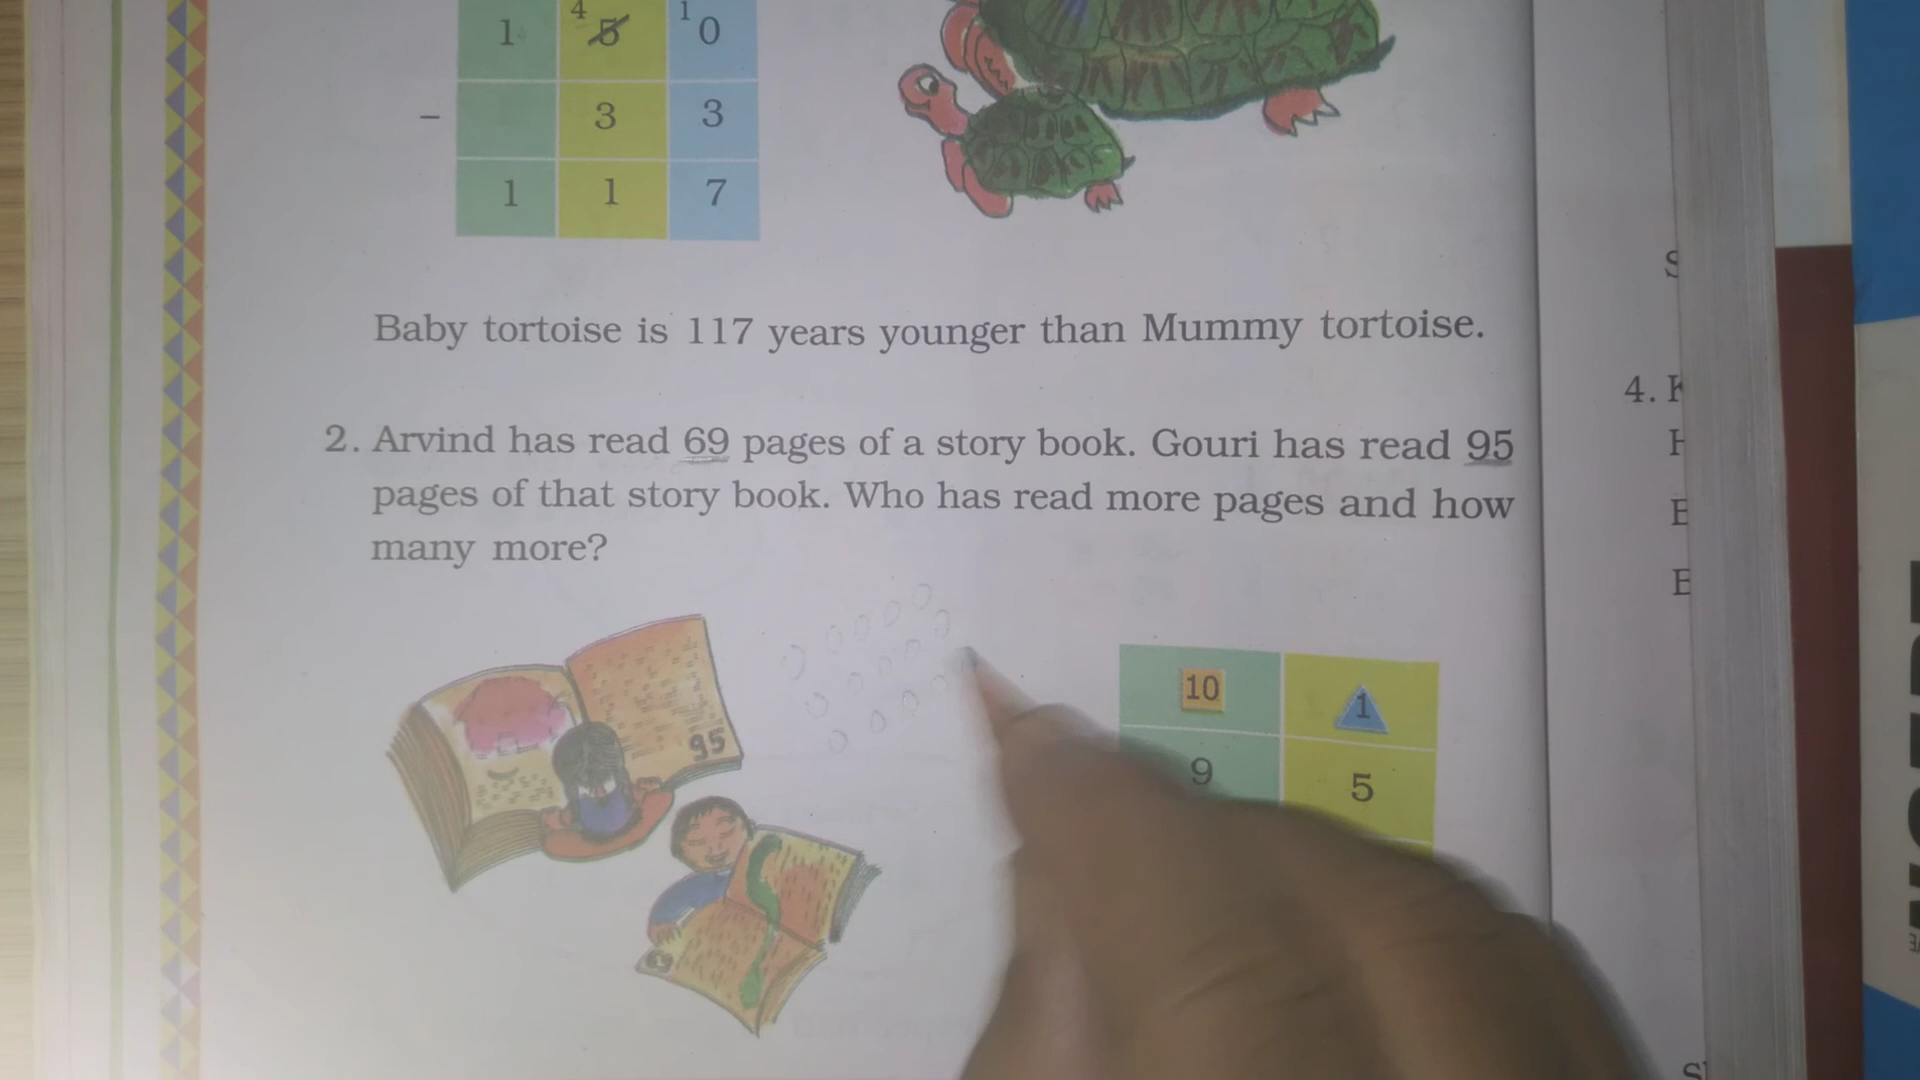 1 4 5 1 0
– 3 3
1 1 7
Baby tortoise is 117 years younger than Mummy tortoise.
2. Arvind has read 69 pages of a story book. Gouri has read 95
pages of that story book. Who has read more pages and how
many more?
95
69
10 1
9 5
4.